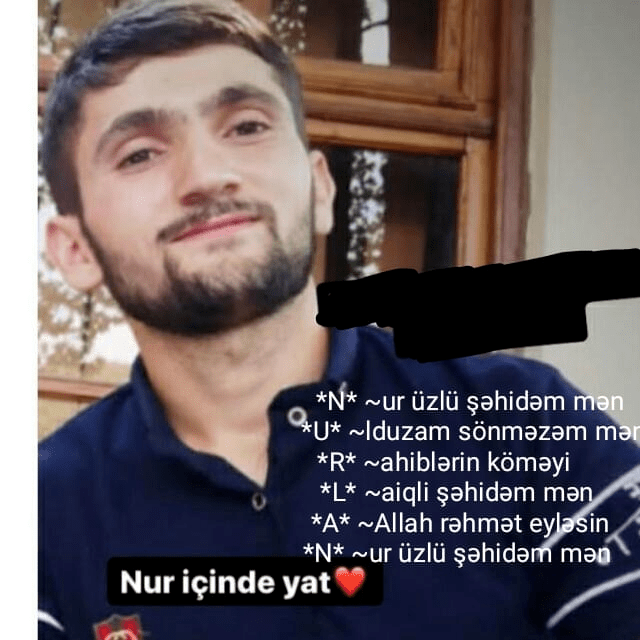 *N* ~ur üzlü şəhidəm mən
*U* ~lduzam sönməzəm mən
*R* ~ahiblərin köməyi
*L* ~aiqli şəhidəm mən
*A* ~Allah rəhmət eyləsin
*N* ~ur üzlü şəhidəm mən
Nur içinde yat❤️